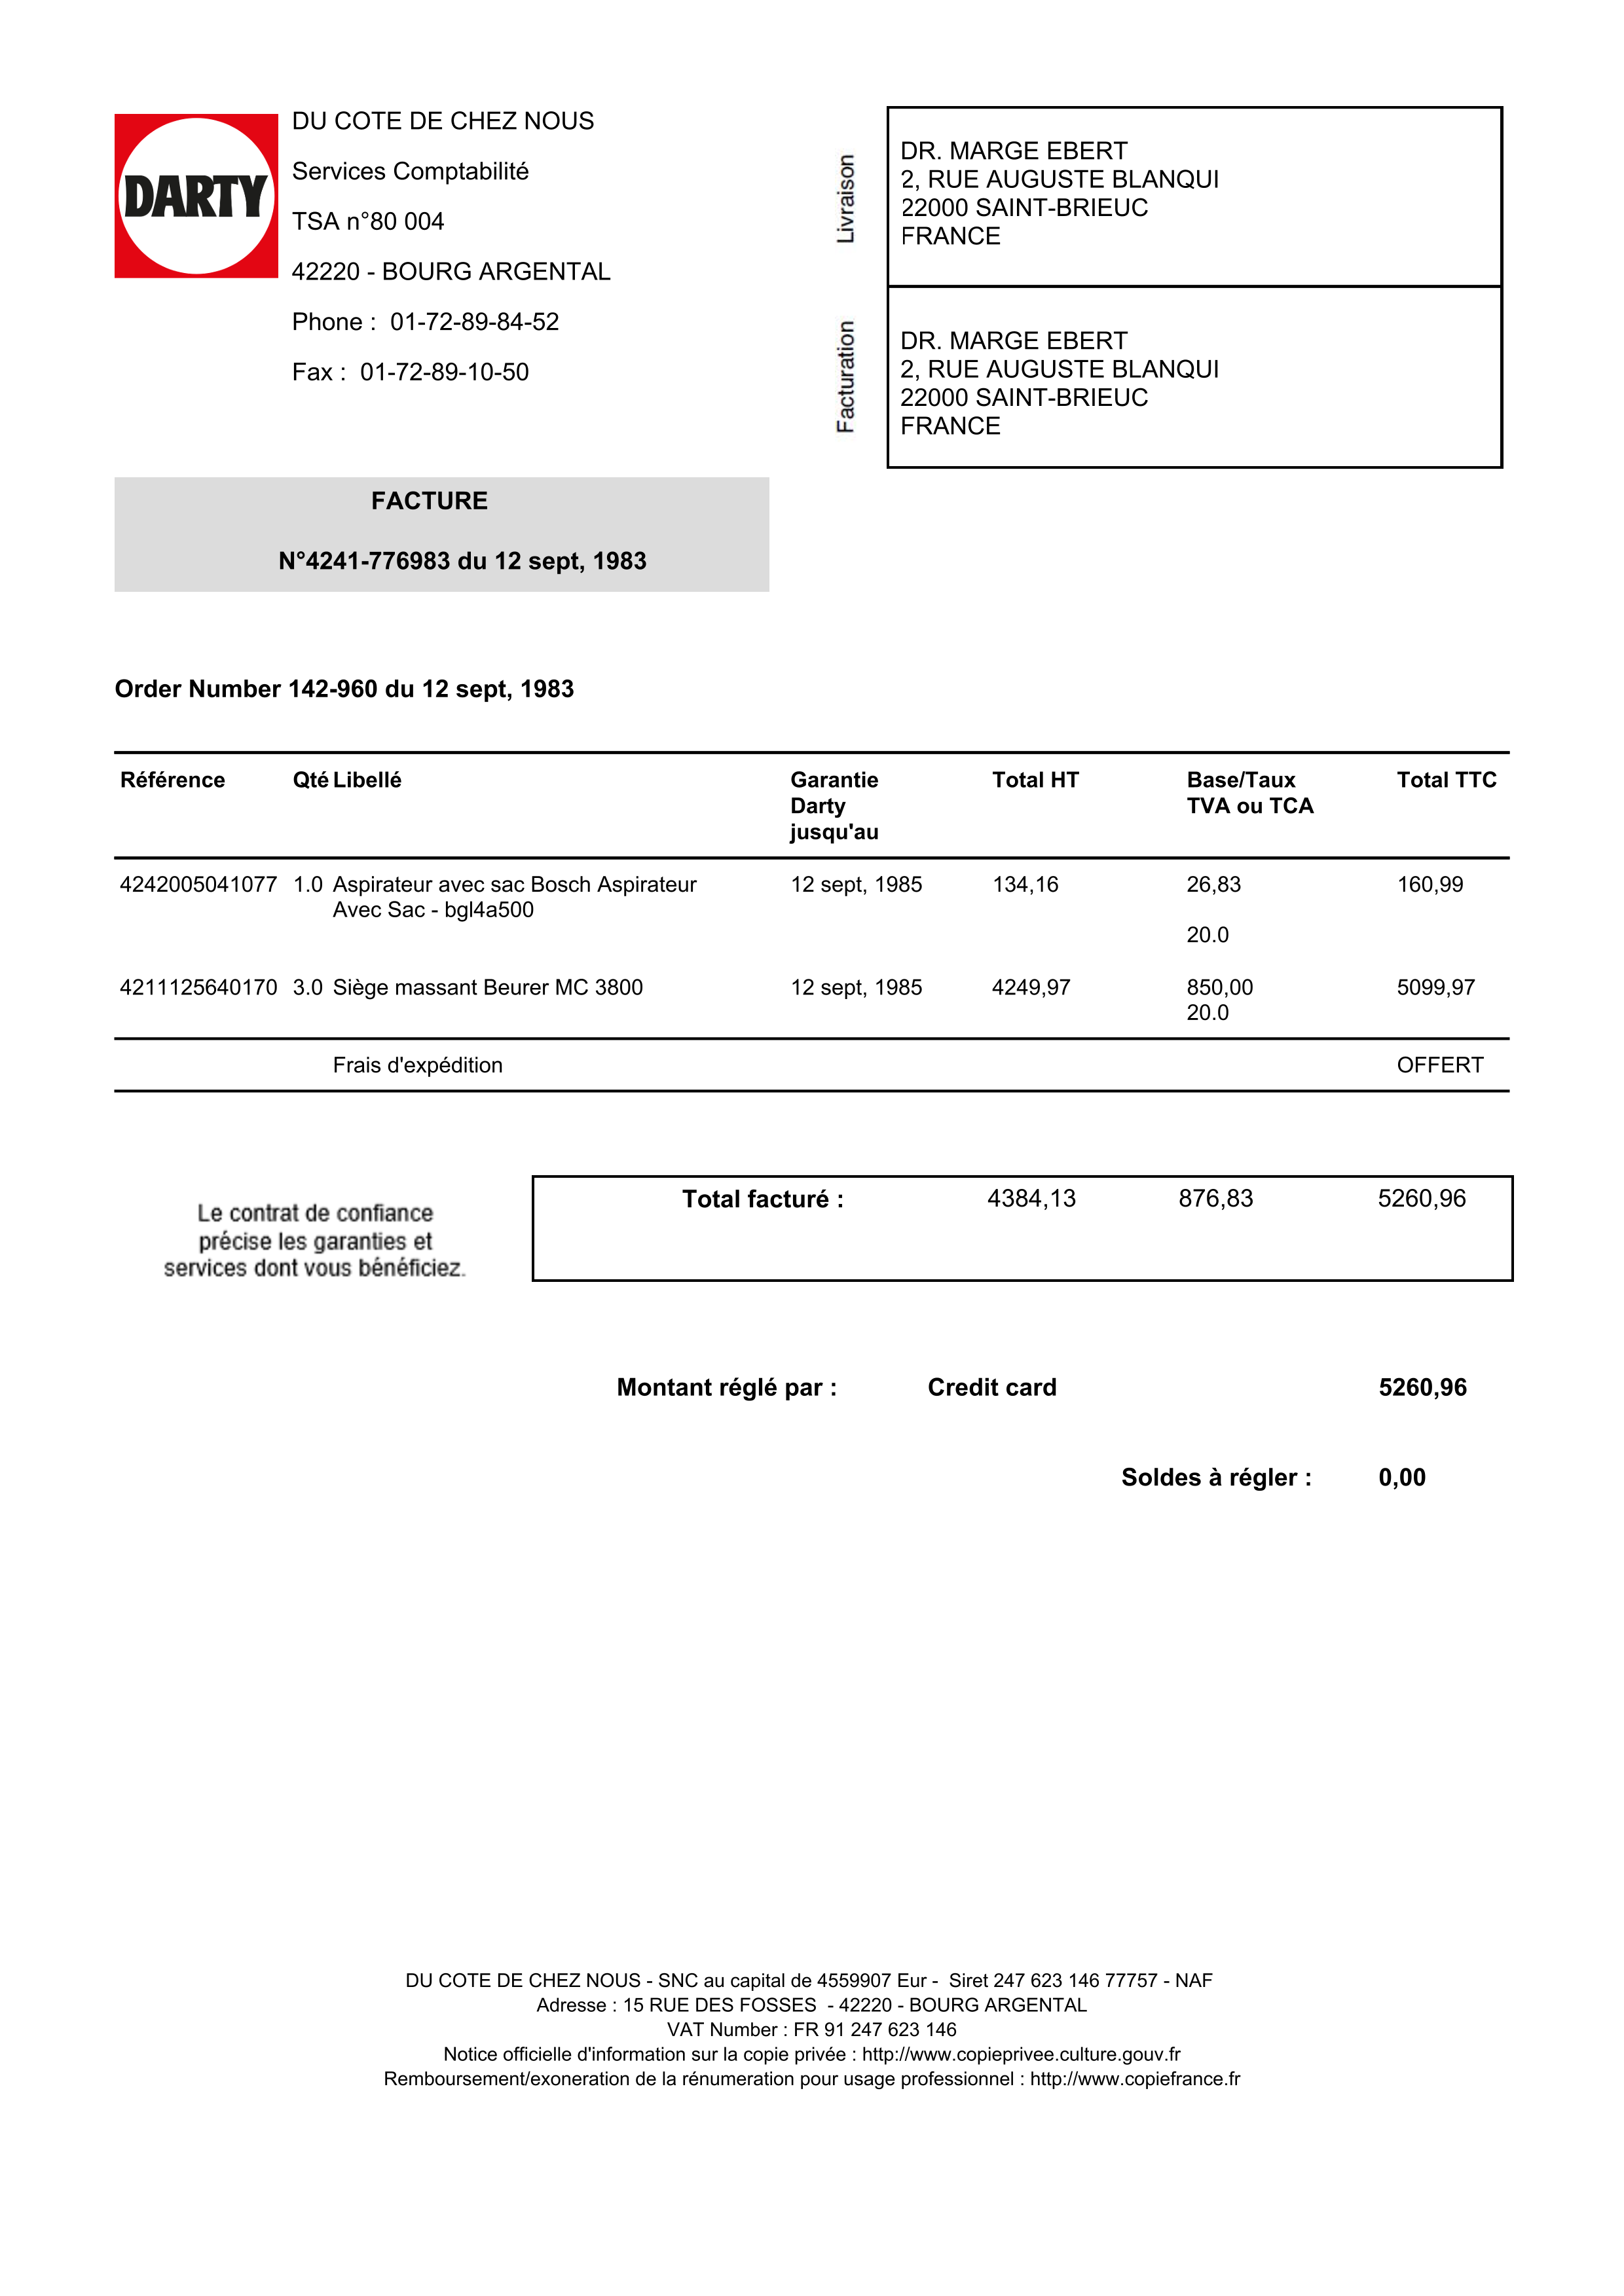 DARTY
DU COTE DE CHEZ NOUS
Services Comptabilité
TSA n°80 004
42220 - BOURG ARGENTAL
Phone : 01-72-89-84-52
Fax : 01-72-89-10-50
Livraison
DR. MARGE EBERT
2, RUE AUGUSTE BLANQUI
22000 SAINT-BRIEUC
FRANCE
Facturation
DR. MARGE EBERT
2, RUE AUGUSTE BLANQUI
22000 SAINT-BRIEUC
FRANCE
FACTURE
N°4241-776983 du 12 sept, 1983
Order Number 142-960 du 12 sept, 1983
Référence Qté Libellé Garantie Total HT Base/Taux Total TTC
Darty TVA ou TCA
jusqu'au
4242005041077 1.0 Aspirateur avec sac Bosch Aspirateur 12 sept, 1985 134,16 26,83 160,99
Avec Sac - bgl4a500
20.0
4211125640170 3.0 Siège massant Beurer MC 3800 12 sept, 1985 4249,97 850,00 5099,97
20.0
Frais d'expédition OFFERT
Le contrat de confiance
précise les garanties et
services dont vous bénéficiez.
Total facturé : 4384,13 876,83 5260,96
Montant réglé par : Credit card 5260,96
Soldes à régler : 0,00
DU COTE DE CHEZ NOUS - SNC au capital de 4559907 Eur - Siret 247 623 146 77757 - NAF
Adresse : 15 RUE DES FOSSES - 42220 - BOURG ARGENTAL
VAT Number : FR 91 247 623 146
Notice officielle d'information sur la copie privée : http://www.copieprivee.culture.gouv.fr
Remboursement/exoneration de la rénumeration pour usage professionnel : http://www.copiefrance.fr